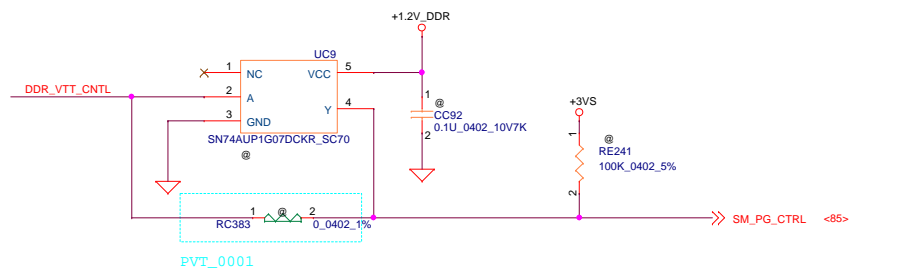 +1.2V_DDR
UC9
1 NC VCC 5
DDR_VTT_CNTL
2 A
Y 4
3 GND
SN74AUP1G07DCKR_SC70
@
1
@
CC92
0.1U_0402_10V7K
2
+3VS
1
@
RE241
100K_0402_5%
2
1 @ 2
RC383 0_0402_1%
SM_PG_CTRL <85>
PVT_0001